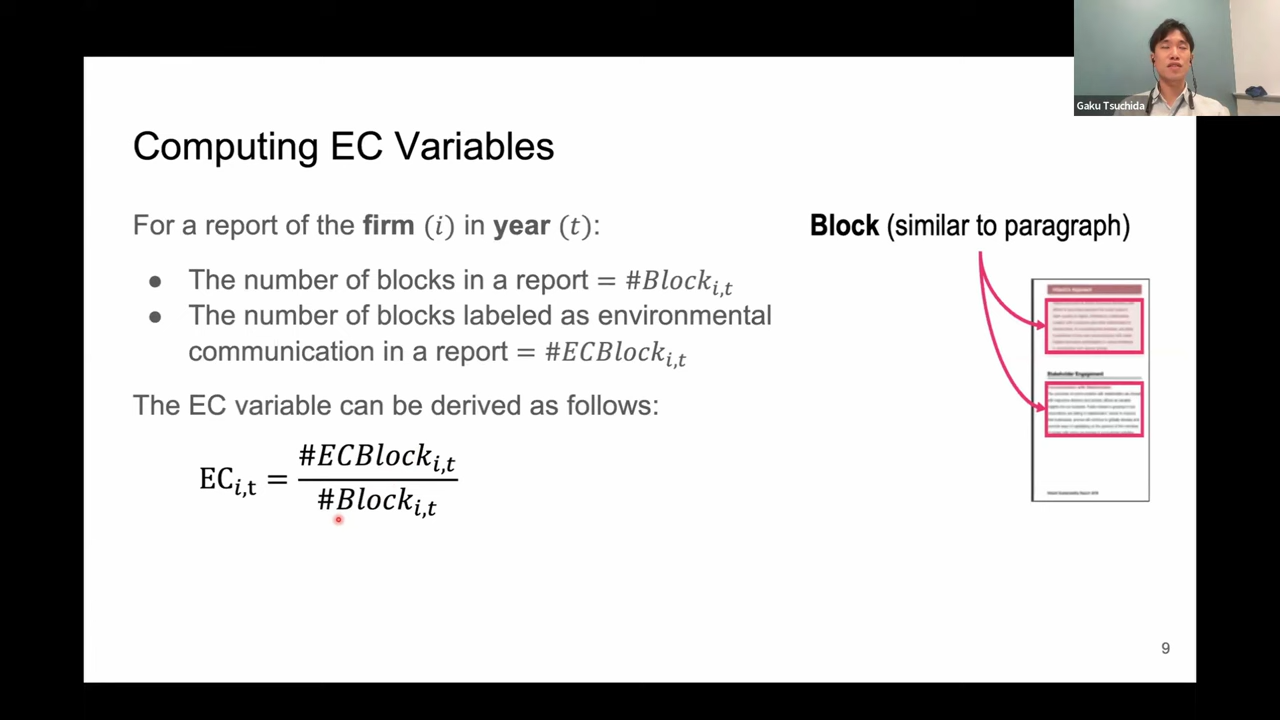 Gaku Tsuchida
Computing EC Variables
For a report of the firm (i) in year (t):
● The number of blocks in a report = #Block_{i,t}
● The number of blocks labeled as environmental
communication in a report = #ECBlock_{i,t}
The EC variable can be derived as follows:
EC_{i,t} = #ECBlock_{i,t} / #Block_{i,t}
Block (similar to paragraph)
Stakeholder Engagement
9